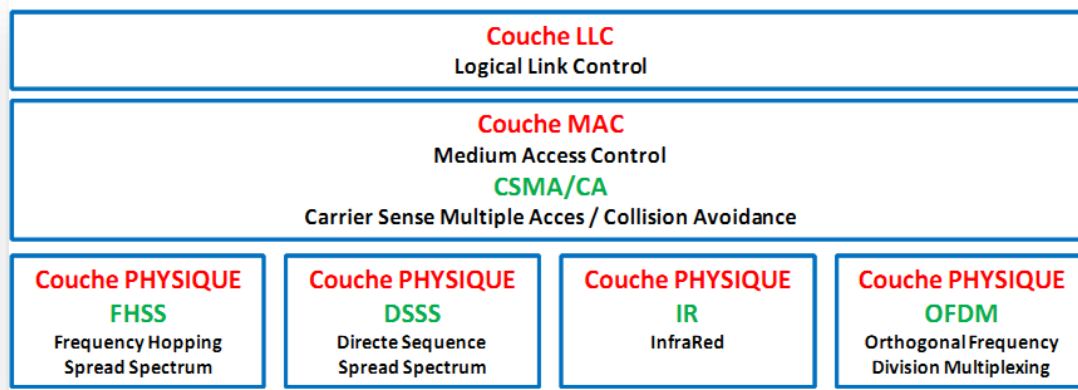 Couche LLC
Logical Link Control
Couche MAC
Medium Access Control
CSMA/CA
Carrier Sense Multiple Acces / Collision Avoidance
Couche PHYSIQUE
FHSS
Frequency Hopping
Spread Spectrum
Couche PHYSIQUE
DSSS
Directe Sequence
Spread Spectrum
Couche PHYSIQUE
IR
InfraRed
Couche PHYSIQUE
OFDM
Orthogonal Frequency
Division Multiplexing